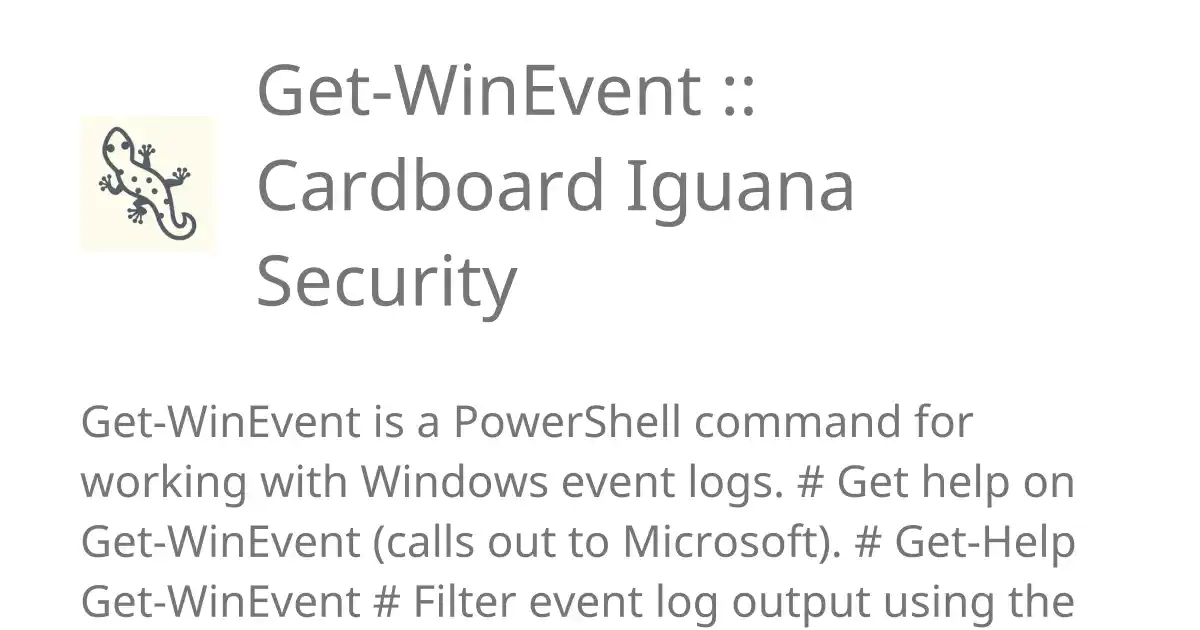 Get-WinEvent ::
Cardboard Iguana
Security
Get-WinEvent is a PowerShell command for
working with Windows event logs. # Get help on
Get-WinEvent (calls out to Microsoft). # Get-Help
Get-WinEvent # Filter event log output using the